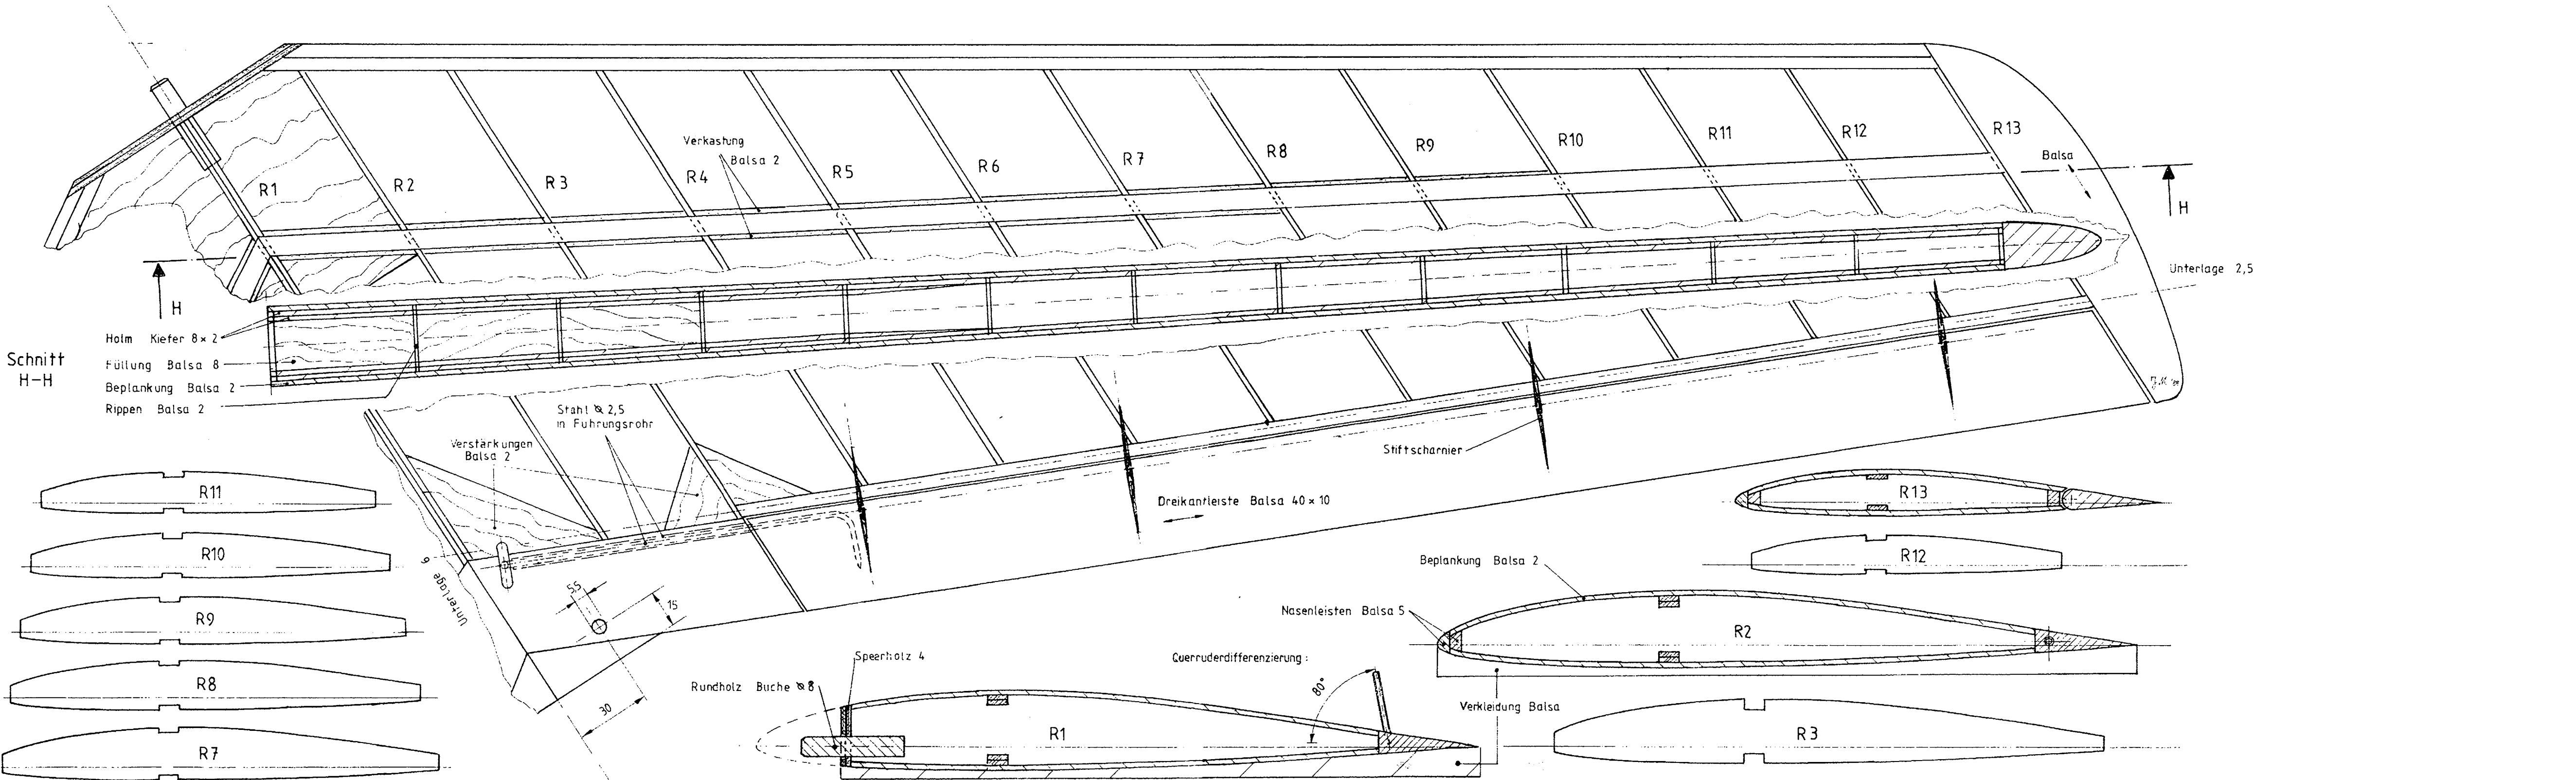 R1
R2
R3
R4
R5
R6
R7
R8
R9
R10
R11
R12
R13
Verkastung
Balsa 2
Balsa
H
H
Unterlage 2,5
Schnitt
H-H
Holm Kiefer 8×2
Füllung Balsa 8
Beplankung Balsa 2
Rippen Balsa 2
Stahl ⌀ 2,5
in Führungsrohr
Verstärkungen
Balsa 2
Stiftscharnier
Dreikantleiste Balsa 40×10
Unterlage 6
5,5
15
30
R11
R10
R9
R8
R7
Speerholz 4
Rundholz Buche ⌀8
R1
Querruderdifferenzierung:
80°
R13
R12
Beplankung Balsa 2
Nasenleisten Balsa 5
R2
Verkleidung Balsa
R3